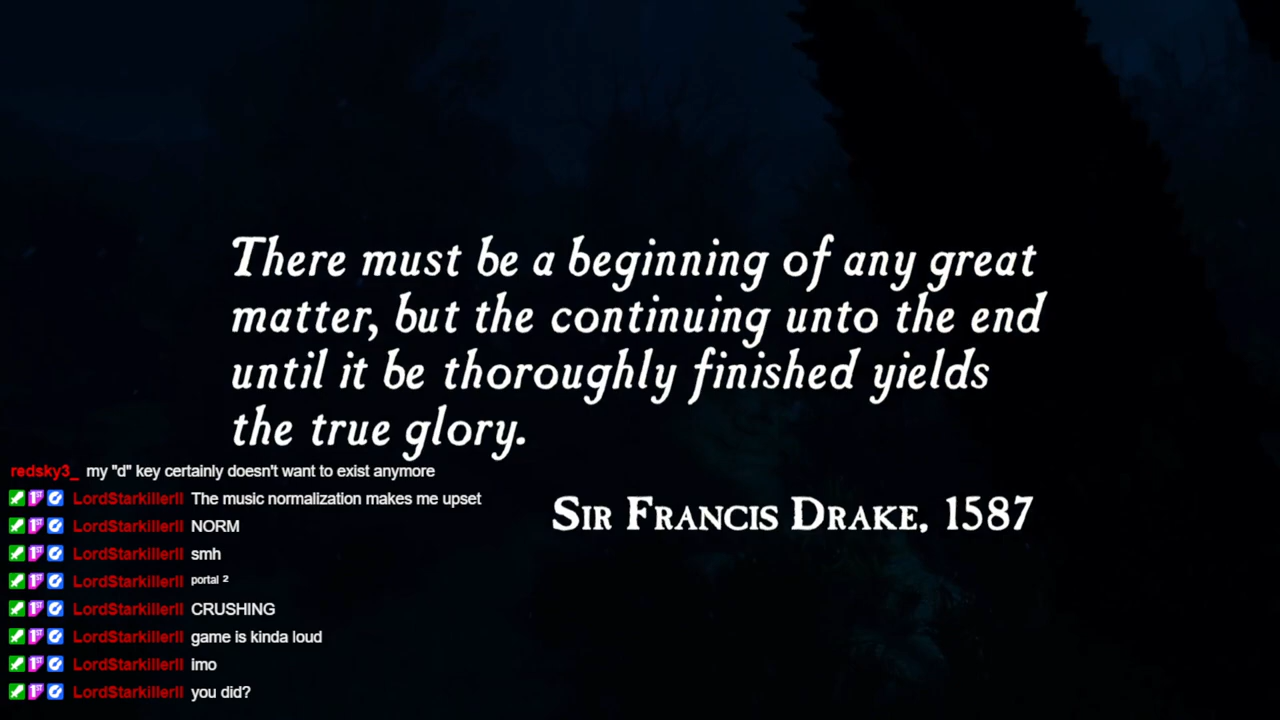 There must be a beginning of any great
matter, but the continuing unto the end
until it be thoroughly finished yields
the true glory.
Sir Francis Drake, 1587
redsky3_ my "d" key certainly doesn't want to exist anymore
LordStarkillerII The music normalization makes me upset
LordStarkillerII NORM
LordStarkillerII smh
LordStarkillerII portal ²
LordStarkillerII CRUSHING
LordStarkillerII game is kinda loud
LordStarkillerII imo
LordStarkillerII you did?